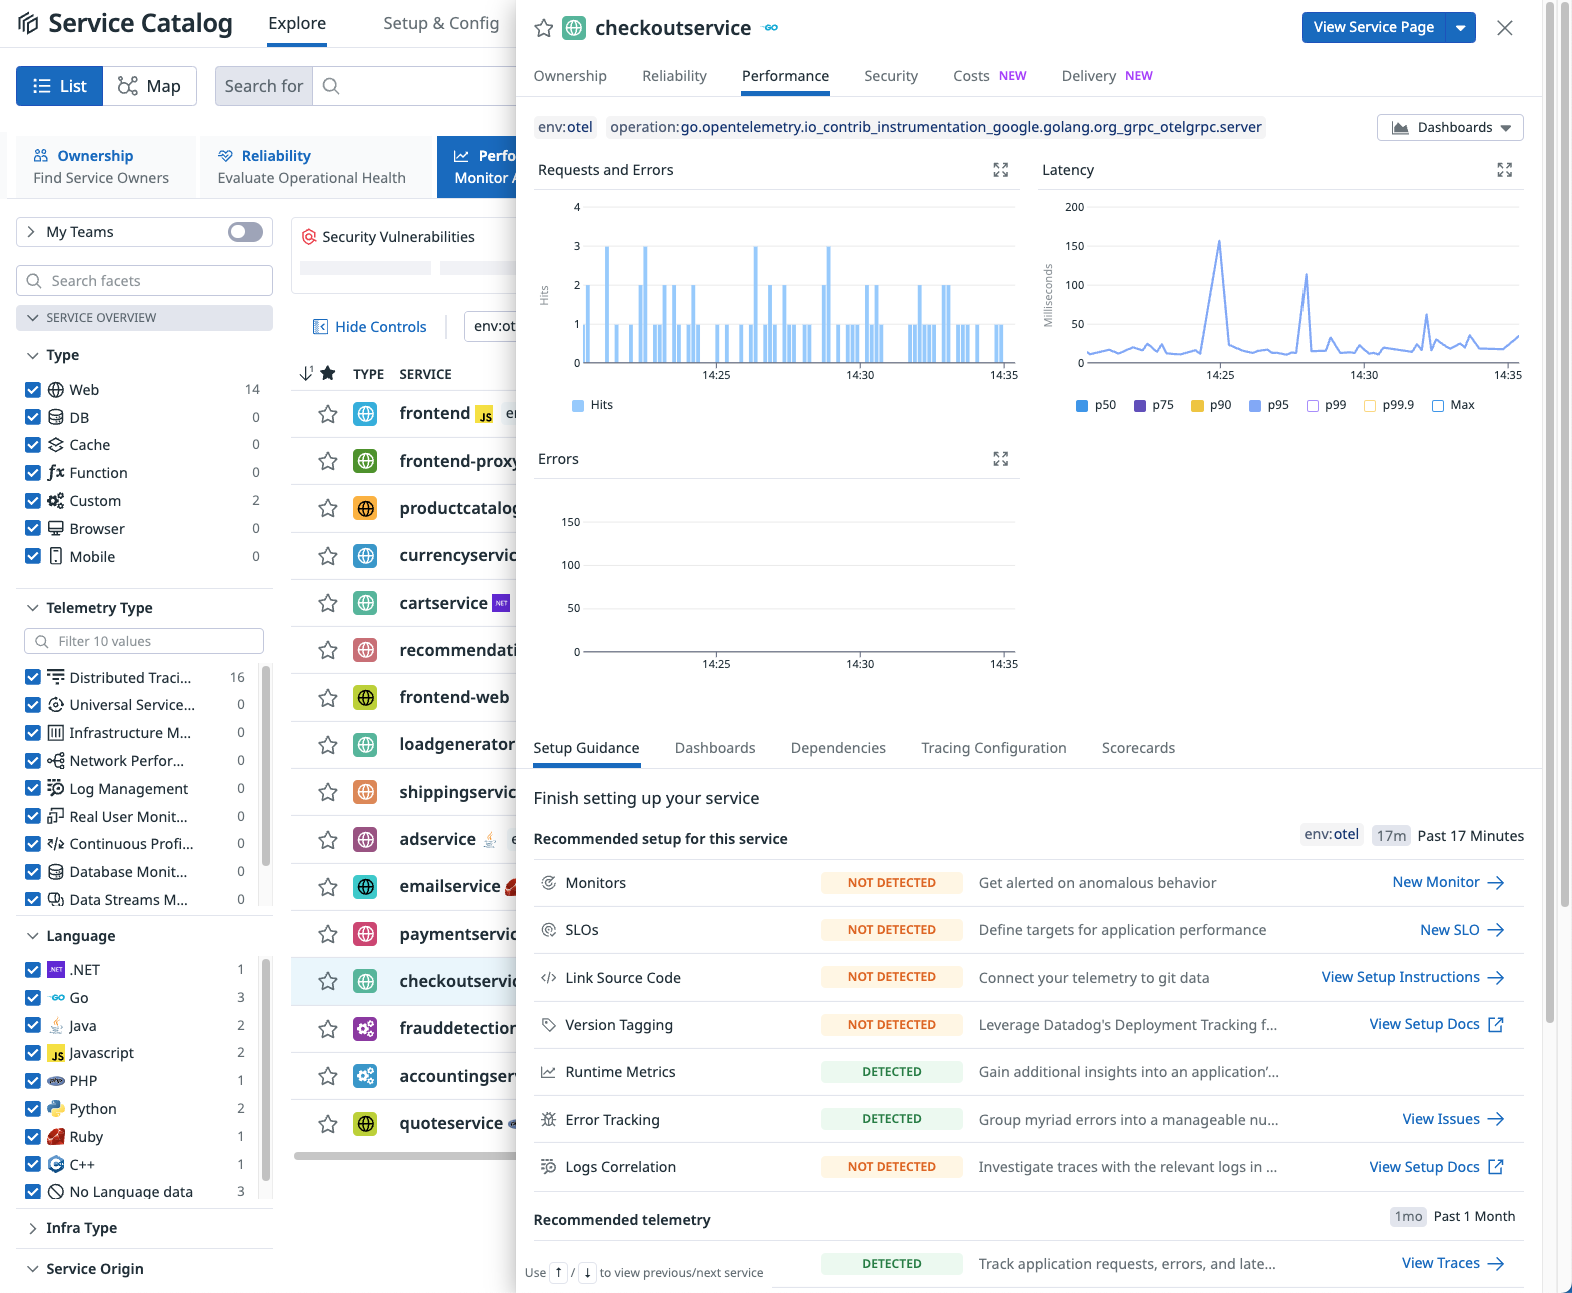 Service Catalog
Explore
Setup & Config
List
Map
Search for
Ownership
Find Service Owners
Reliability
Evaluate Operational Health
Perfo
Monitor A
My Teams
Search facets
SERVICE OVERVIEW
Type
Web 14
DB 0
Cache 0
Function 0
Custom 2
Browser 0
Mobile 0
Telemetry Type
Filter 10 values
Distributed Traci... 16
Universal Service... 0
Infrastructure M... 0
Network Perfor... 0
Log Management 0
Real User Monit... 0
Continuous Profi... 0
Database Monit... 0
Data Streams M... 0
Language
.NET 1
Go 3
Java 2
Javascript 2
PHP 1
Python 2
Ruby 1
C++ 1
No Language data 3
Infra Type
Service Origin
Security Vulnerabilities
Hide Controls
env:ot
TYPE SERVICE
frontend JS er
frontend-proxy
productcatalog
currencyservic
cartservice NET
recommendati
frontend-web
loadgenerator
shippingservic
adservice e
emailservice
paymentservic
checkoutservic
frauddetection
accountingserv
quoteservice
checkoutservice GO
View Service Page
Ownership
Reliability
Performance
Security
Costs NEW
Delivery NEW
env:otel
operation:go.opentelemetry.io_contrib_instrumentation_google.golang.org_grpc_otelgrpc.server
Dashboards
Requests and Errors
4
3
2
1
0
Hits
14:25 14:30 14:35
Hits
Latency
200
150
100
50
0
Milliseconds
14:25 14:30 14:35
p50 p75 p90 p95 p99 p99.9 Max
Errors
150
100
50
0
14:25 14:30 14:35
Setup Guidance
Dashboards
Dependencies
Tracing Configuration
Scorecards
Finish setting up your service
Recommended setup for this service
env:otel 17m Past 17 Minutes
Monitors NOT DETECTED Get alerted on anomalous behavior New Monitor
SLOs NOT DETECTED Define targets for application performance New SLO
Link Source Code NOT DETECTED Connect your telemetry to git data View Setup Instructions
Version Tagging NOT DETECTED Leverage Datadog's Deployment Tracking f... View Setup Docs
Runtime Metrics DETECTED Gain additional insights into an application'...
Error Tracking DETECTED Group myriad errors into a manageable nu... View Issues
Logs Correlation NOT DETECTED Investigate traces with the relevant logs in ... View Setup Docs
Recommended telemetry
1mo Past 1 Month
DETECTED Track application requests, errors, and late... View Traces
Use ↑ / ↓ to view previous/next service